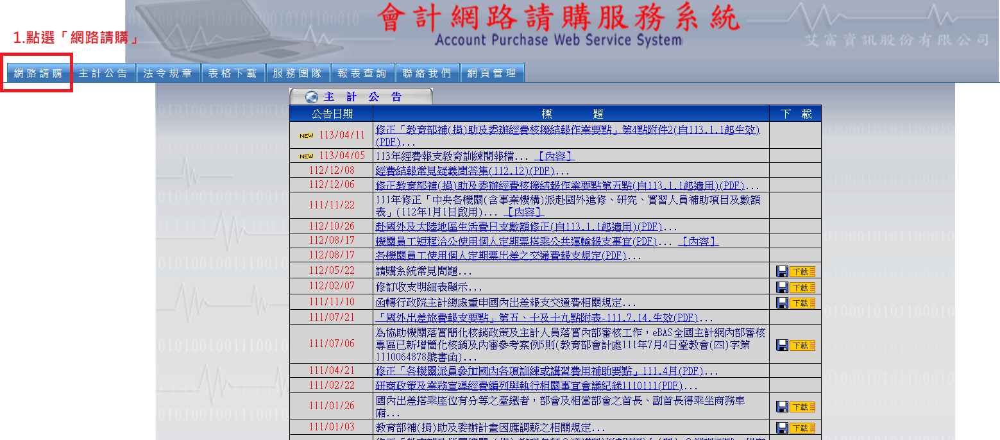 會計網路請購服務系統
Account Purchase Web Service System
艾富資訊股份有限公司
1.點選「網路請購」
網路請購 主計公告 法令規章 表格下載 服務團隊 報表查詢 聯絡我們 網頁管理
主 計 公 告
公告日期 標 題 下 載
NEW 113/04/11 修正「教育部補(捐)助及委辦經費核撥結報作業要點」第4點附件2(自113.1.1起生效)
(PDF)...
NEW 113/04/05 113年經費報支教育訓練簡報檔... 【內容】
112/12/08 經費結報常見疑義問答集(112.12)(PDF)...
112/12/06 修正教育部補(捐)助及委辦經費核撥結報作業要點第五點(自113.1.1起適用)(PDF)...
111/11/22 111年修正「中央各機關(含事業機構)派赴國外進修、研究、實習人員補助項目及數額
表」(112年1月1日啟用)... 【內容】
112/10/26 赴國外及大陸地區生活費日支數額修正(自113.1.1起適用)(PDF)...
112/08/17 機關員工短程洽公使用個人定期票搭乘公共運輸報支事宜(PDF)... 【內容】
112/08/17 各機關員工使用個人定期票出差之交通費報支規定(PDF)...
112/05/22 請購系統常見問題... 下載
112/02/07 修訂收支明細表顯示... 下載
111/11/10 函轉行政院主計總處重申國內出差報支交通費相關規定... 下載
111/07/21 「國外出差旅費報支要點」第五、十及十九點附表-111.7.14.生效(PDF)...
111/07/06 為協助機關落實簡化核銷政策及主計人員落實內部審核工作，eBAS全國主計網內部審核
專區已新增簡化核銷及內審參考案例5則(教育部會計處111年7月4日臺教會(四)字第
1110064878號書函)... 下載
111/04/21 修正「各機關派員參加國內各項訓練或講習費用補助要點」111.4月(PDF)...
111/02/22 研商政策及業務宣導經費編列與執行相關事宜會議紀錄1110111(PDF)...
111/01/26 國內出差搭乘座位有分等之臺鐵者，部會及相當部會之首長、副首長得乘坐商務車
廂... 下載
111/01/03 教育部補(捐)助及委辦計畫因應調薪之相關規定... 下載